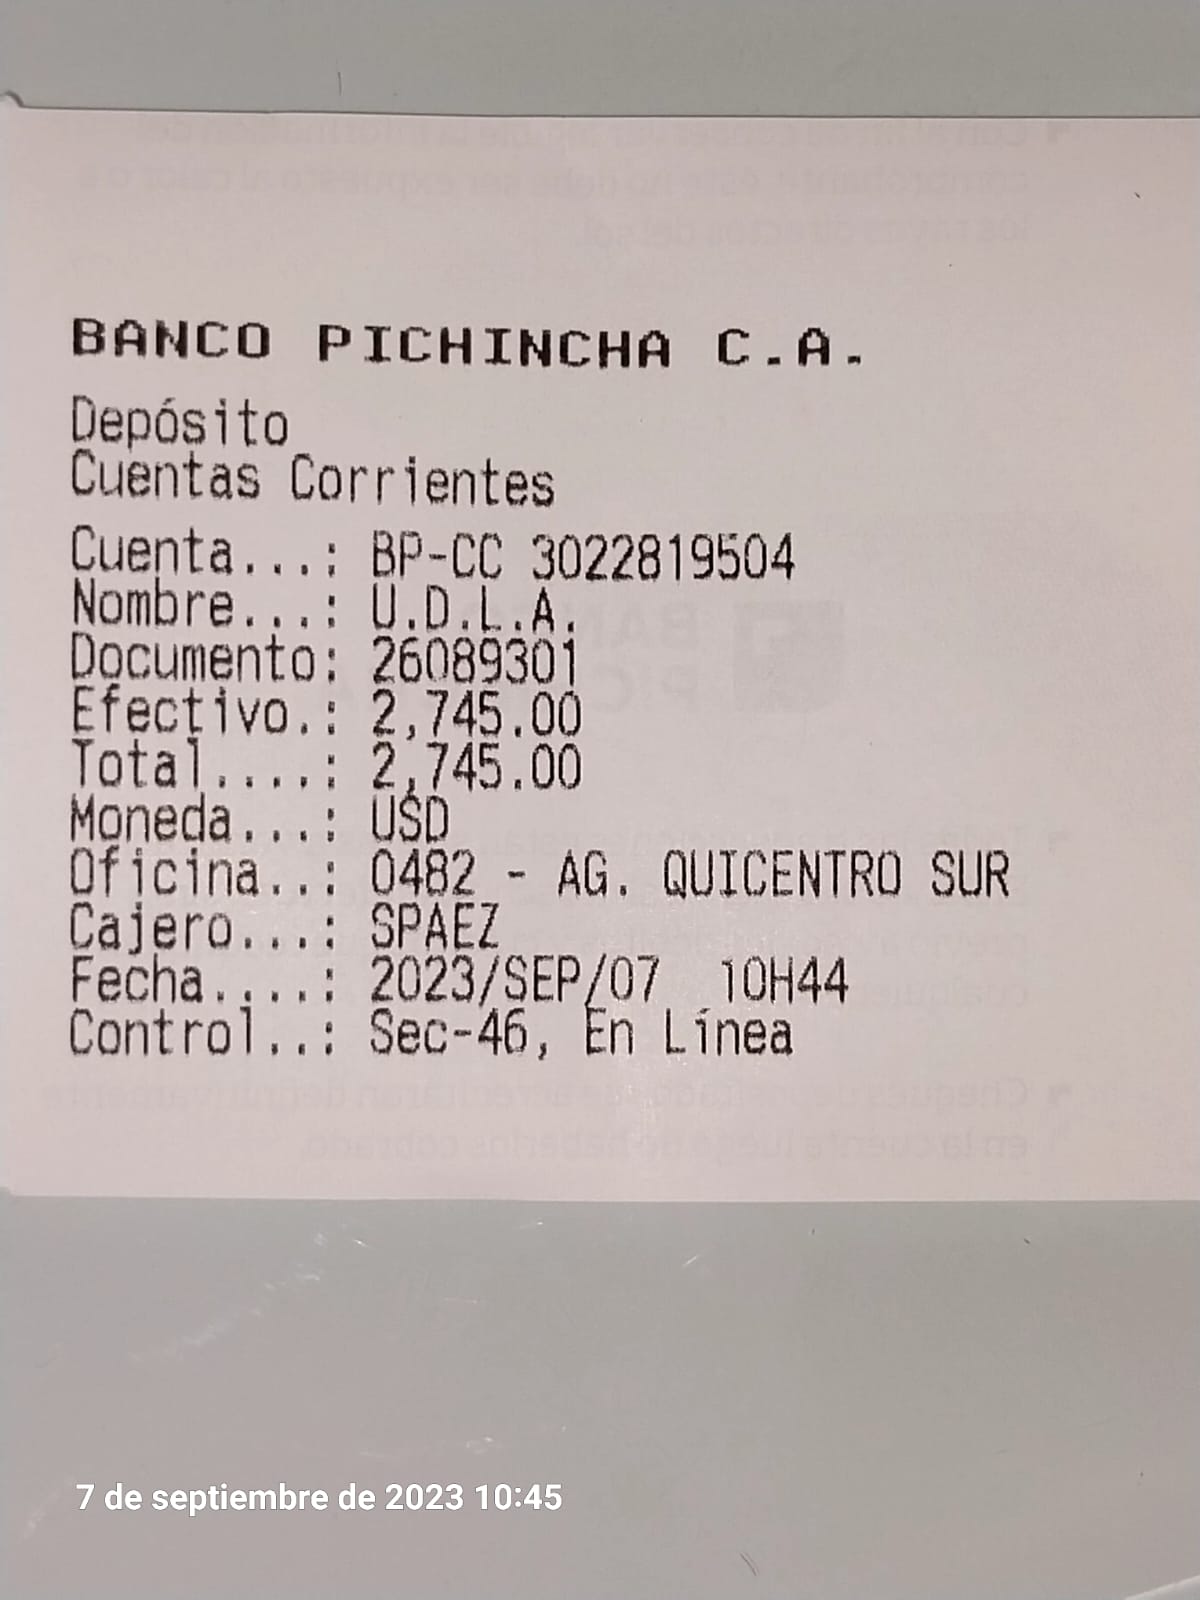 BANCO PICHINCHA C.A.
Depósito
Cuentas Corrientes
Cuenta...: BP-CC 3022819504
Nombre...: U.D.L.A.
Documento: 26089301
Efectivo.: 2,745.00
Total....: 2,745.00
Moneda...: USD
Oficina..: 0482 - AG. QUICENTRO SUR
Cajero...: SPAEZ
Fecha....: 2023/SEP/07  10H44
Control..: Sec-46, En Línea
7 de septiembre de 2023 10:45